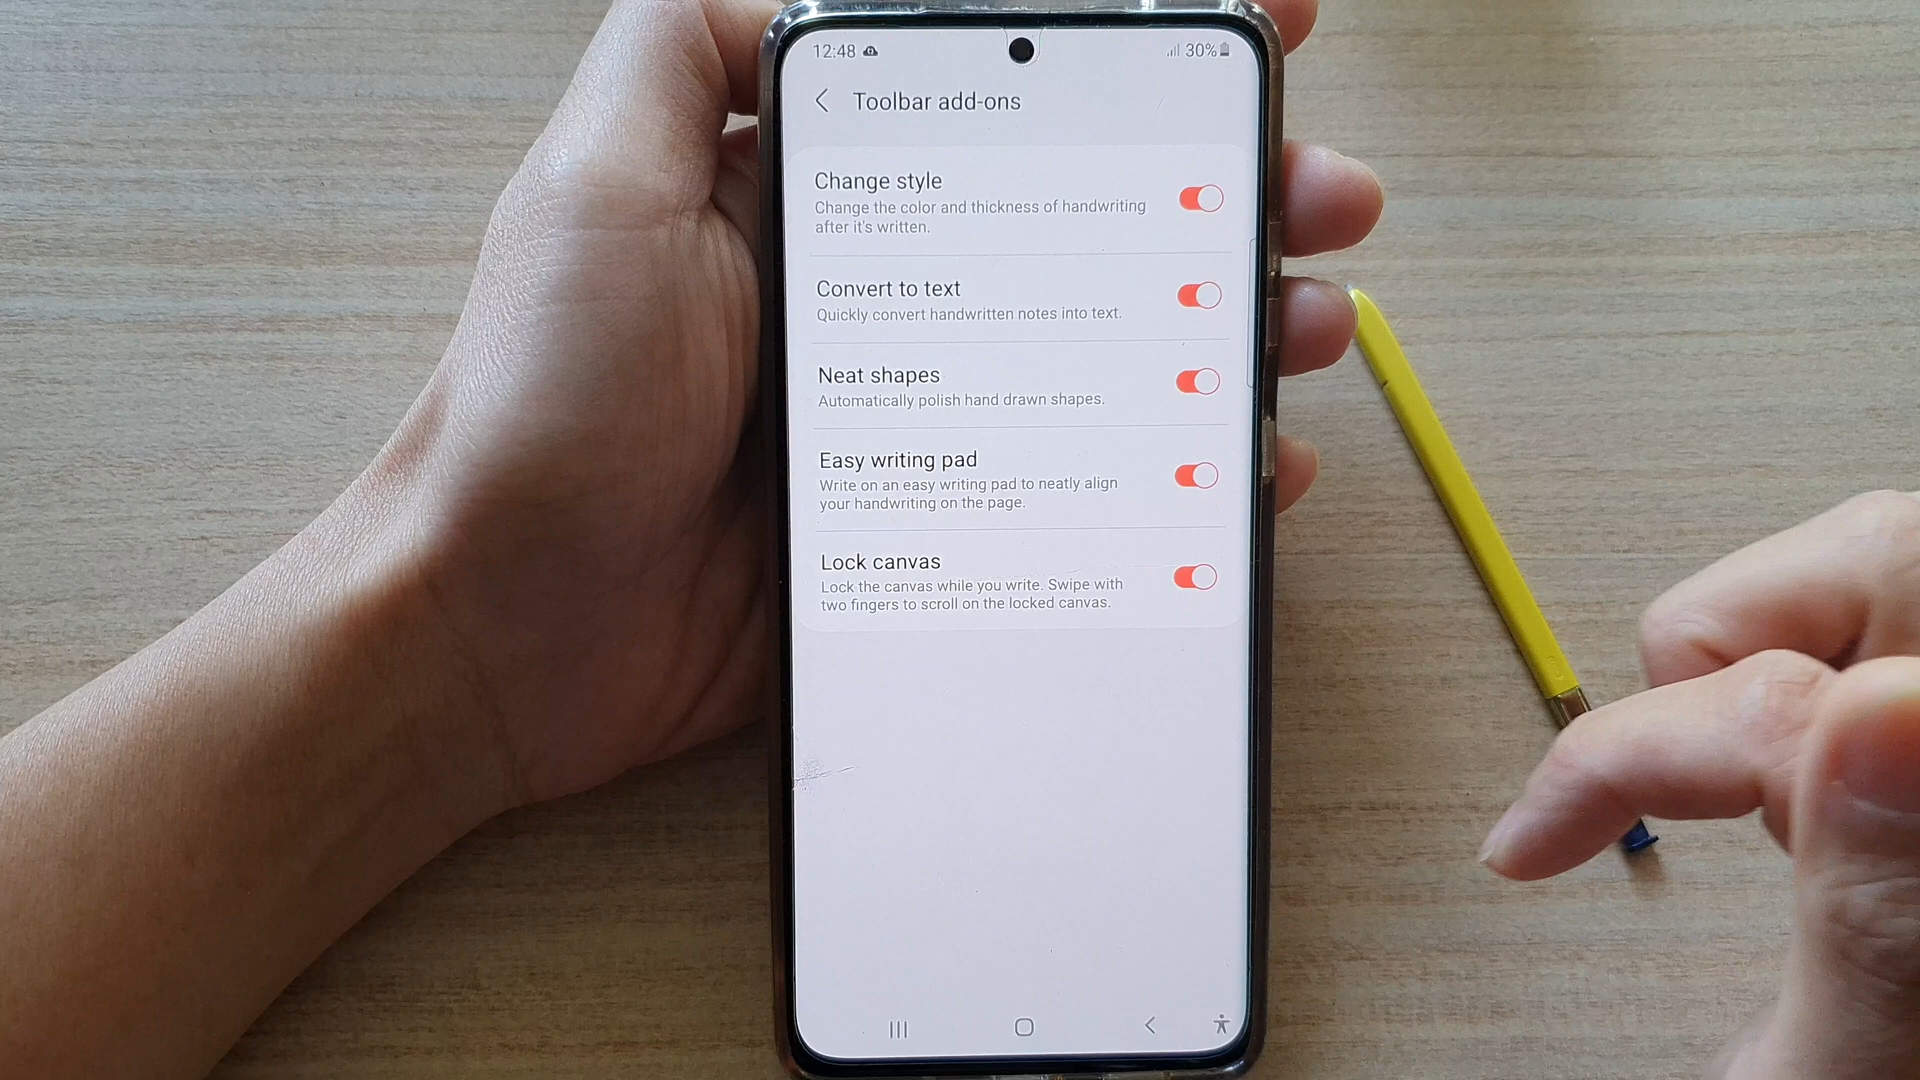 12:48 30%
Toolbar add-ons
Change style
Change the color and thickness of handwriting
after it's written.
Convert to text
Quickly convert handwritten notes into text.
Neat shapes
Automatically polish hand drawn shapes.
Easy writing pad
Write on an easy writing pad to neatly align
your handwriting on the page.
Lock canvas
Lock the canvas while you write. Swipe with
two fingers to scroll on the locked canvas.